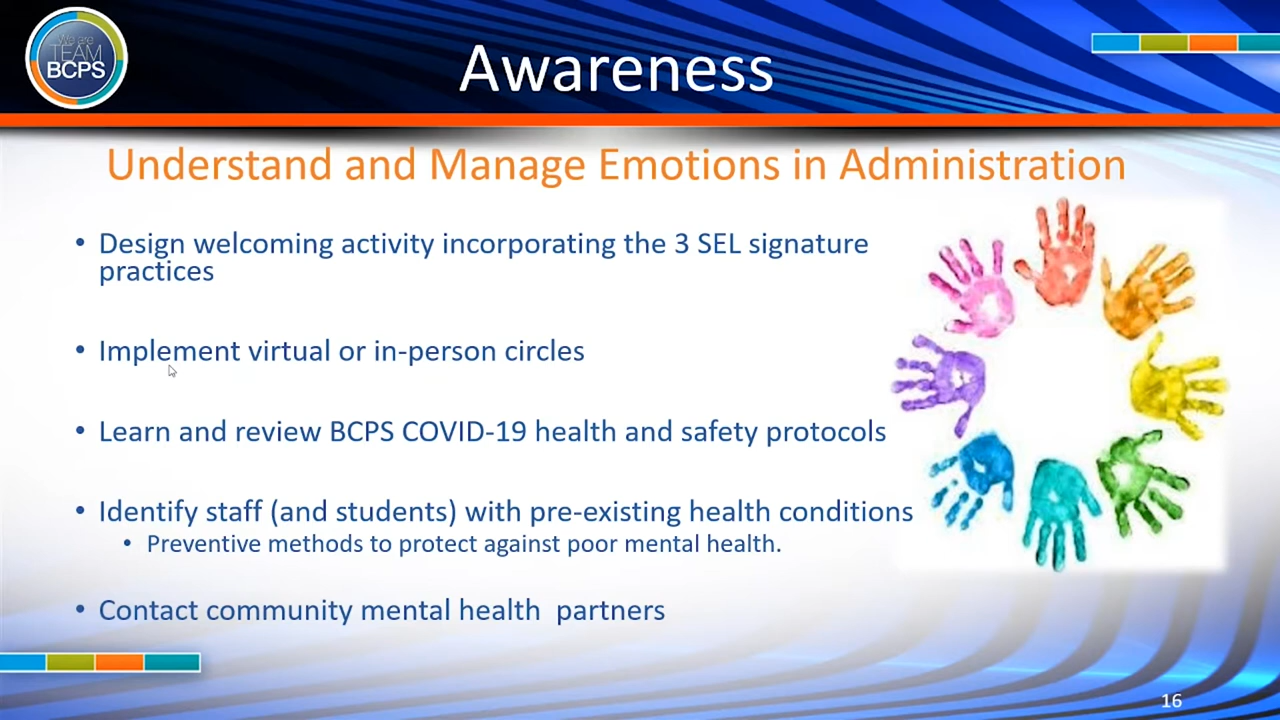 We are
TEAM
BCPS
Awareness
Understand and Manage Emotions in Administration
• Design welcoming activity incorporating the 3 SEL signature
practices
• Implement virtual or in-person circles
• Learn and review BCPS COVID-19 health and safety protocols
• Identify staff (and students) with pre-existing health conditions
• Preventive methods to protect against poor mental health.
• Contact community mental health  partners
16